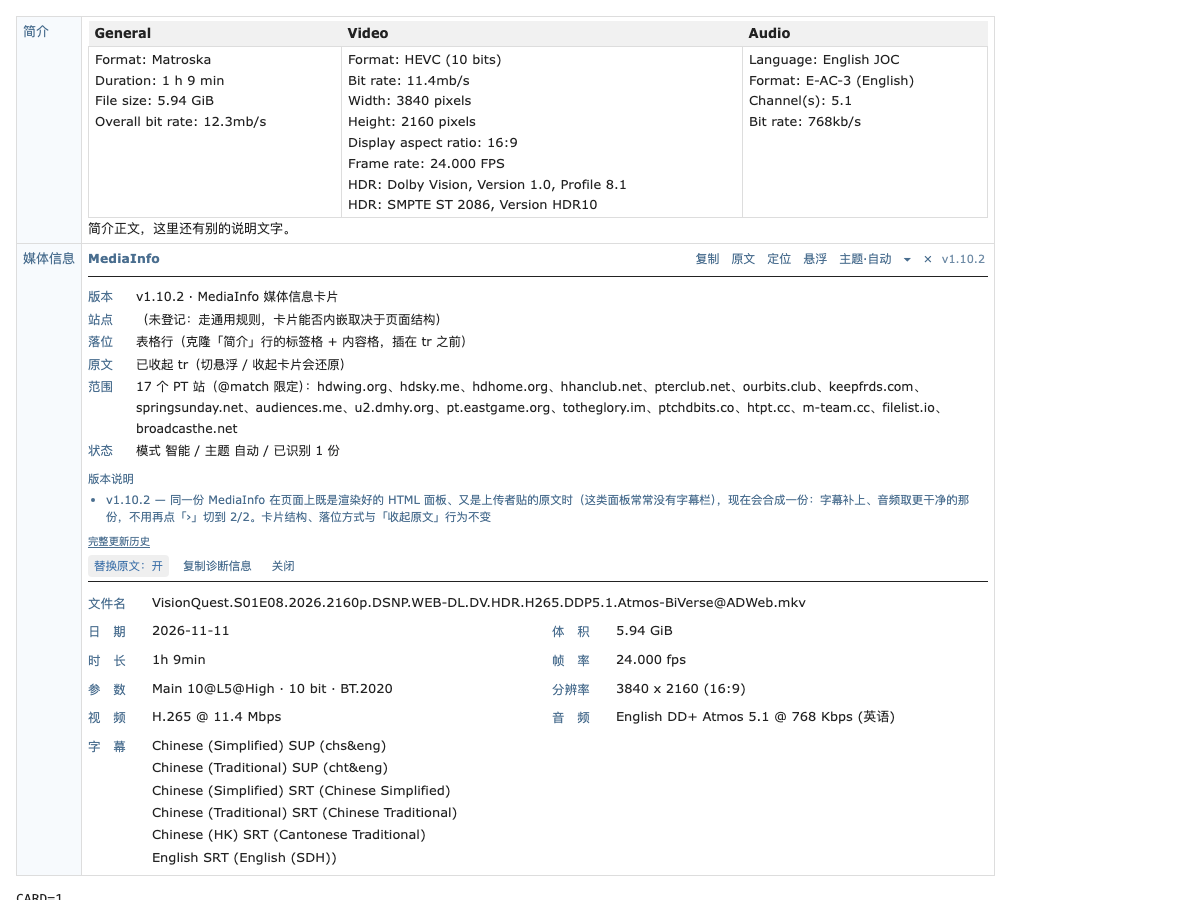 简介
General
Video
Audio
Format: Matroska
Duration: 1 h 9 min
File size: 5.94 GiB
Overall bit rate: 12.3mb/s
Format: HEVC (10 bits)
Bit rate: 11.4mb/s
Width: 3840 pixels
Height: 2160 pixels
Display aspect ratio: 16:9
Frame rate: 24.000 FPS
HDR: Dolby Vision, Version 1.0, Profile 8.1
HDR: SMPTE ST 2086, Version HDR10
Language: English JOC
Format: E-AC-3 (English)
Channel(s): 5.1
Bit rate: 768kb/s
简介正文，这里还有别的说明文字。
媒体信息
MediaInfo 复制 原文 定位 悬浮 主题·自动 ▾ × v1.10.2
版本 v1.10.2 · MediaInfo 媒体信息卡片
站点 （未登记：走通用规则，卡片能否内嵌取决于页面结构）
落位 表格行（克隆「简介」行的标签格 + 内容格，插在 tr 之前）
原文 已收起 tr（切悬浮 / 收起卡片会还原）
范围 17 个 PT 站（@match 限定）：hdwing.org、hdsky.me、hdhome.org、hhanclub.net、pterclub.net、ourbits.club、keepfrds.com、
springsunday.net、audiences.me、u2.dmhy.org、pt.eastgame.org、totheglory.im、ptchdbits.co、htpt.cc、m-team.cc、filelist.io、
broadcasthe.net
状态 模式 智能 / 主题 自动 / 已识别 1 份
版本说明
• v1.10.2 — 同一份 MediaInfo 在页面上既是渲染好的 HTML 面板、又是上传者贴的原文时（这类面板常常没有字幕栏），现在会合成一份：字幕补上、音频取更干净的那
份，不用再点「›」切到 2/2。卡片结构、落位方式与「收起原文」行为不变
完整更新历史
替换原文：开 复制诊断信息 关闭
文件名 VisionQuest.S01E08.2026.2160p.DSNP.WEB-DL.DV.HDR.H265.DDP5.1.Atmos-BiVerse@ADWeb.mkv
日 期 2026-11-11 体 积 5.94 GiB
时 长 1h 9min 帧 率 24.000 fps
参 数 Main 10@L5@High · 10 bit · BT.2020 分辨率 3840 x 2160 (16:9)
视 频 H.265 @ 11.4 Mbps 音 频 English DD+ Atmos 5.1 @ 768 Kbps (英语)
字 幕 Chinese (Simplified) SUP (chs&eng)
Chinese (Traditional) SUP (cht&eng)
Chinese (Simplified) SRT (Chinese Simplified)
Chinese (Traditional) SRT (Chinese Traditional)
Chinese (HK) SRT (Cantonese Traditional)
English SRT (English (SDH))
CARD=1